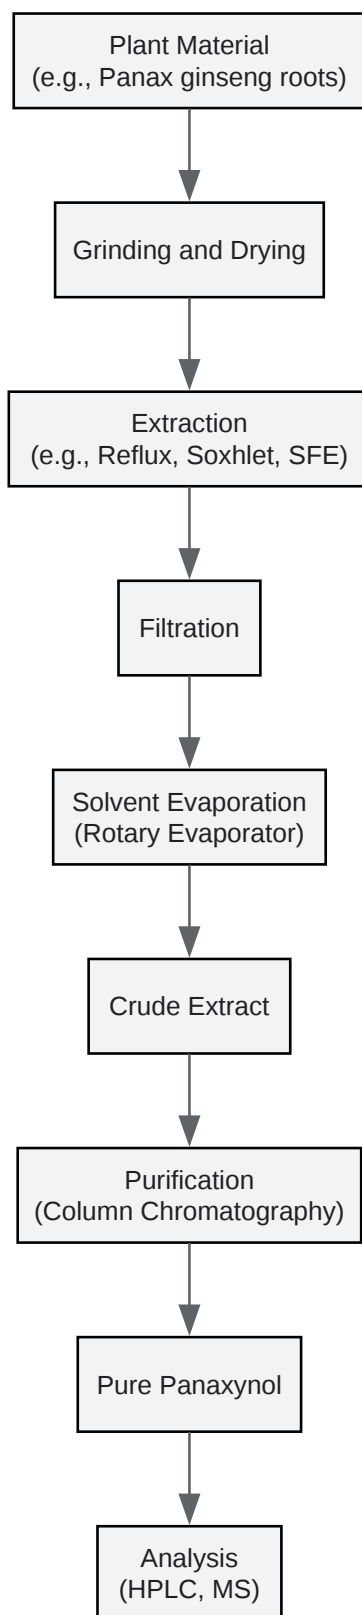 Plant Material
(e.g., Panax ginseng roots)
Grinding and Drying
Extraction
(e.g., Reflux, Soxhlet, SFE)
Filtration
Solvent Evaporation
(Rotary Evaporator)
Crude Extract
Purification
(Column Chromatography)
Pure Panaxynol
Analysis
(HPLC, MS)